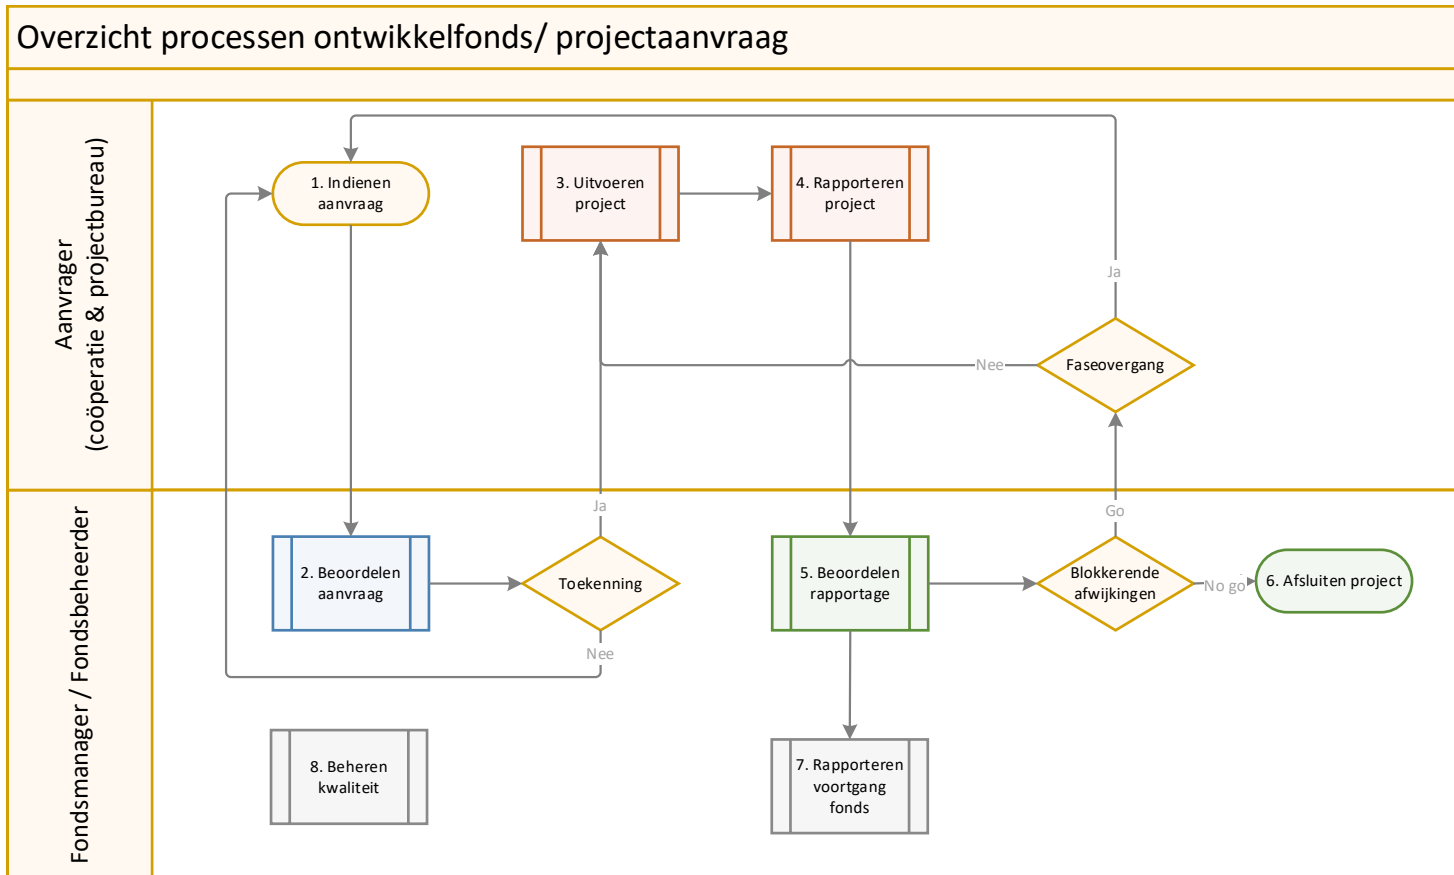 Overzicht processen ontwikkelfonds/ projectaanvraag
Aanvrager
(coöperatie & projectbureau)
1. Indienen
aanvraag
3. Uitvoeren
project
4. Rapporteren
project
Ja
Faseovergang
Nee
Fondsmanager / Fondsbeheerder
Ja
Go
2. Beoordelen
aanvraag
Toekenning
Nee
5. Beoordelen
rapportage
Blokkerende
afwijkingen
No go
6. Afsluiten project
8. Beheren
kwaliteit
7. Rapporteren
voortgang
fonds